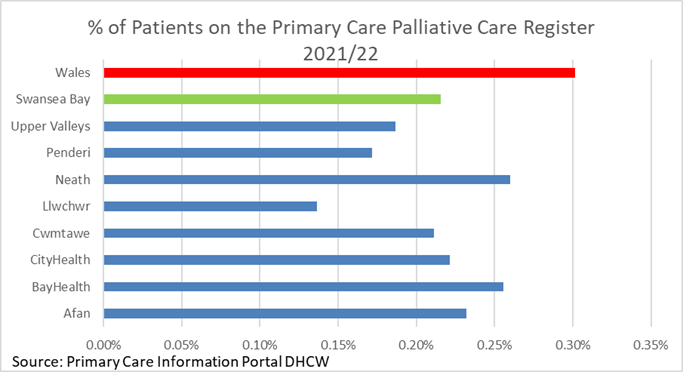 % of Patients on the Primary Care Palliative Care Register
2021/22
Wales
Swansea Bay
Upper Valleys
Penderi
Neath
Llwchwr
Cwmtawe
CityHealth
BayHealth
Afan
0.00% 0.05% 0.10% 0.15% 0.20% 0.25% 0.30% 0.35%
Source: Primary Care Information Portal DHCW